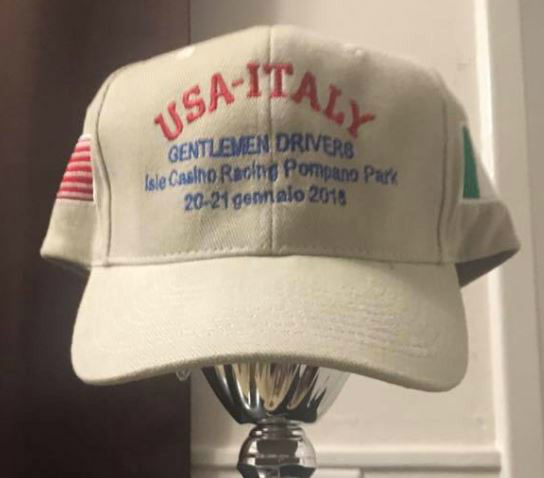 USA-ITALY
GENTLEMEN DRIVERS
Isle Casino Racing Pompano Park
20-21 gennaio 2018